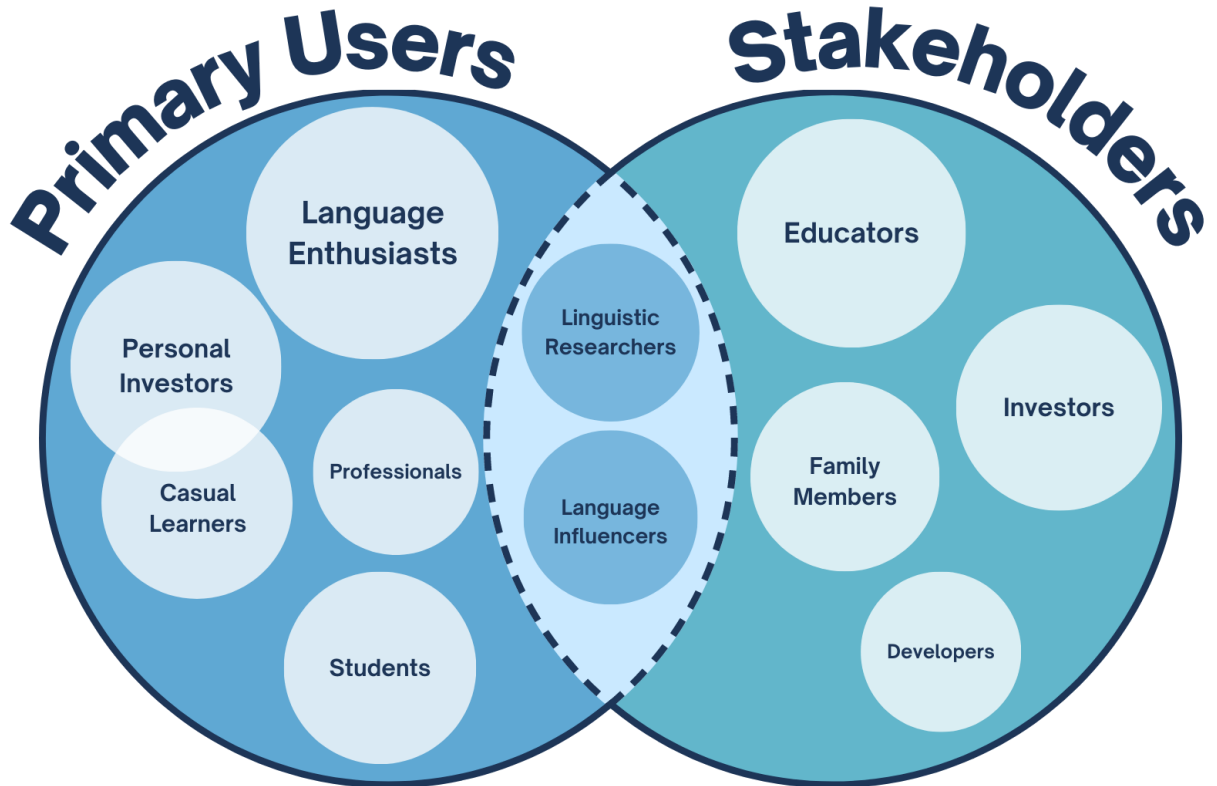 Primary Users
Stakeholders
Language
Enthusiasts
Personal
Investors
Casual
Learners
Professionals
Students
Linguistic
Researchers
Language
Influencers
Educators
Investors
Family
Members
Developers